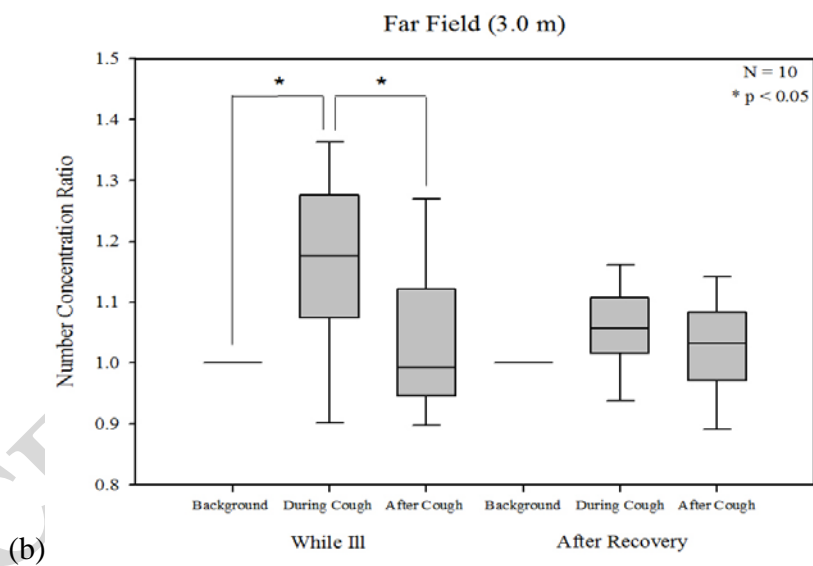 Far Field (3.0 m)
1.5
N = 10
* p < 0.05
* *
1.4
1.3
1.2
1.1
1.0
0.9
0.8
Number Concentration Ratio
Background During Cough After Cough Background During Cough After Cough
While Ill After Recovery
(b)